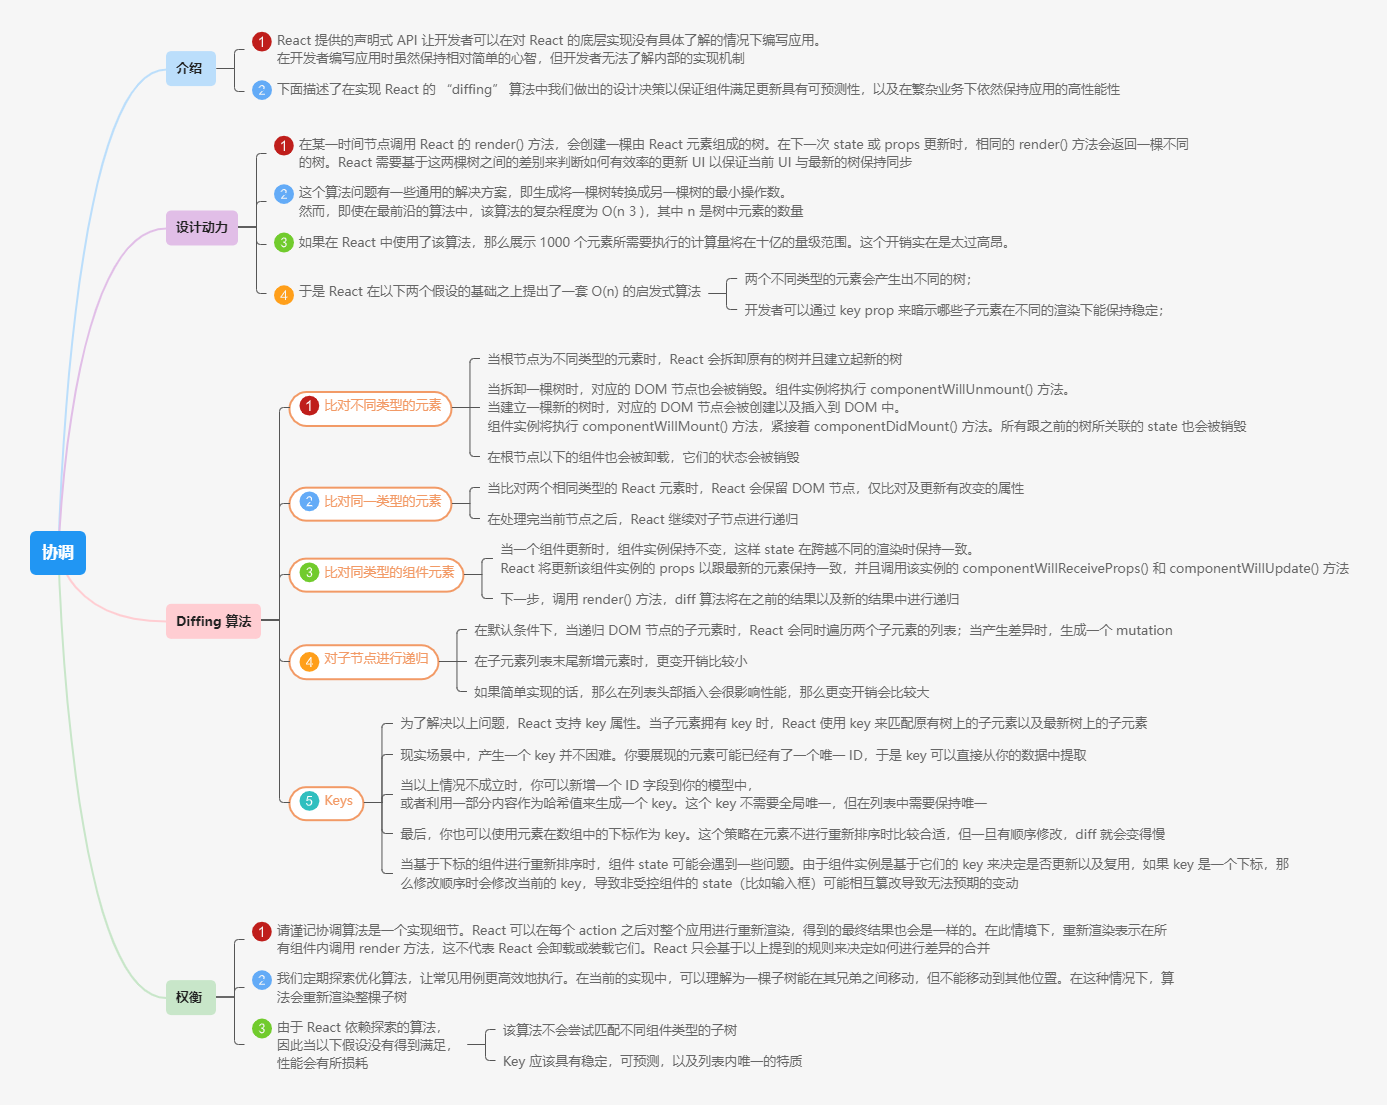 协调
介绍
1
React 提供的声明式 API 让开发者可以在对 React 的底层实现没有具体了解的情况下编写应用。
在开发者编写应用时虽然保持相对简单的心智，但开发者无法了解内部的实现机制
2
下面描述了在实现 React 的 “diffing” 算法中我们做出的设计决策以保证组件满足更新具有可预测性，以及在繁杂业务下依然保持应用的高性能性
设计动力
1
在某一时间节点调用 React 的 render() 方法，会创建一棵由 React 元素组成的树。在下一次 state 或 props 更新时，相同的 render() 方法会返回一棵不同
的树。React 需要基于这两棵树之间的差别来判断如何有效率的更新 UI 以保证当前 UI 与最新的树保持同步
2
这个算法问题有一些通用的解决方案，即生成将一棵树转换成另一棵树的最小操作数。
然而，即使在最前沿的算法中，该算法的复杂程度为 O(n 3 )，其中 n 是树中元素的数量
3
如果在 React 中使用了该算法，那么展示 1000 个元素所需要执行的计算量将在十亿的量级范围。这个开销实在是太过高昂。
4
于是 React 在以下两个假设的基础之上提出了一套 O(n) 的启发式算法
两个不同类型的元素会产生出不同的树；
开发者可以通过 key prop 来暗示哪些子元素在不同的渲染下能保持稳定；
Diffing 算法
1
比对不同类型的元素
当根节点为不同类型的元素时，React 会拆卸原有的树并且建立起新的树
当拆卸一棵树时，对应的 DOM 节点也会被销毁。组件实例将执行 componentWillUnmount() 方法。
当建立一棵新的树时，对应的 DOM 节点会被创建以及插入到 DOM 中。
组件实例将执行 componentWillMount() 方法，紧接着 componentDidMount() 方法。所有跟之前的树所关联的 state 也会被销毁
在根节点以下的组件也会被卸载，它们的状态会被销毁
2
比对同一类型的元素
当比对两个相同类型的 React 元素时，React 会保留 DOM 节点，仅比对及更新有改变的属性
在处理完当前节点之后，React 继续对子节点进行递归
3
比对同类型的组件元素
当一个组件更新时，组件实例保持不变，这样 state 在跨越不同的渲染时保持一致。
React 将更新该组件实例的 props 以跟最新的元素保持一致，并且调用该实例的 componentWillReceiveProps() 和 componentWillUpdate() 方法
下一步，调用 render() 方法，diff 算法将在之前的结果以及新的结果中进行递归
4
对子节点进行递归
在默认条件下，当递归 DOM 节点的子元素时，React 会同时遍历两个子元素的列表；当产生差异时，生成一个 mutation
在子元素列表末尾新增元素时，更变开销比较小
如果简单实现的话，那么在列表头部插入会很影响性能，那么更变开销会比较大
5
Keys
为了解决以上问题，React 支持 key 属性。当子元素拥有 key 时，React 使用 key 来匹配原有树上的子元素以及最新树上的子元素
现实场景中，产生一个 key 并不困难。你要展现的元素可能已经有了一个唯一 ID，于是 key 可以直接从你的数据中提取
当以上情况不成立时，你可以新增一个 ID 字段到你的模型中，
或者利用一部分内容作为哈希值来生成一个 key。这个 key 不需要全局唯一，但在列表中需要保持唯一
最后，你也可以使用元素在数组中的下标作为 key。这个策略在元素不进行重新排序时比较合适，但一旦有顺序修改，diff 就会变得慢
当基于下标的组件进行重新排序时，组件 state 可能会遇到一些问题。由于组件实例是基于它们的 key 来决定是否更新以及复用，如果 key 是一个下标，那
么修改顺序时会修改当前的 key，导致非受控组件的 state（比如输入框）可能相互篡改导致无法预期的变动
权衡
1
请谨记协调算法是一个实现细节。React 可以在每个 action 之后对整个应用进行重新渲染，得到的最终结果也会是一样的。在此情境下，重新渲染表示在所
有组件内调用 render 方法，这不代表 React 会卸载或装载它们。React 只会基于以上提到的规则来决定如何进行差异的合并
2
我们定期探索优化算法，让常见用例更高效地执行。在当前的实现中，可以理解为一棵子树能在其兄弟之间移动，但不能移动到其他位置。在这种情况下，算
法会重新渲染整棵子树
3
由于 React 依赖探索的算法，
因此当以下假设没有得到满足，
性能会有所损耗
该算法不会尝试匹配不同组件类型的子树
Key 应该具有稳定，可预测，以及列表内唯一的特质